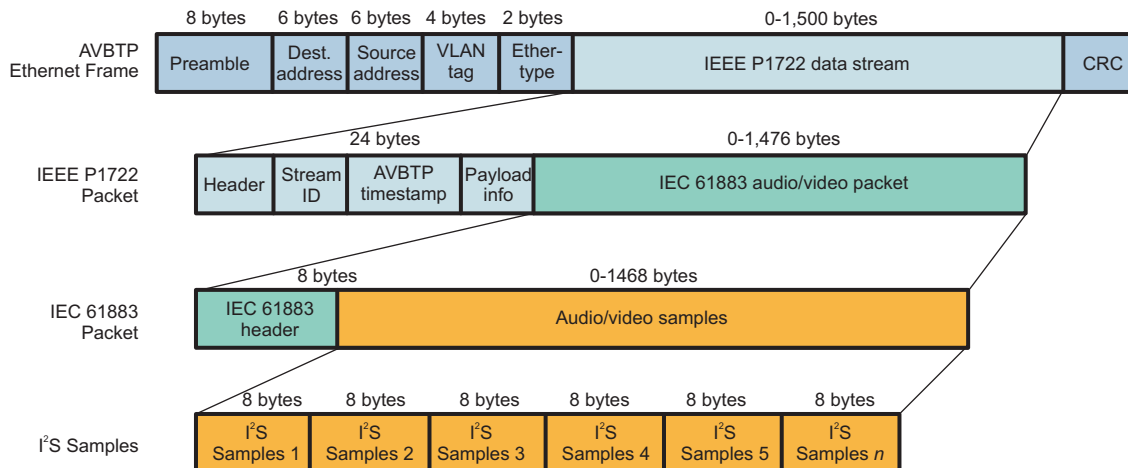 8 bytes 6 bytes 6 bytes 4 bytes 2 bytes 0-1,500 bytes
AVBTP
Ethernet Frame
Preamble
Dest.
address
Source
address
VLAN
tag
Ether-
type
IEEE P1722 data stream
CRC
24 bytes 0-1,476 bytes
IEEE P1722
Packet
Header
Stream
ID
AVBTP
timestamp
Payload
info
IEC 61883 audio/video packet
8 bytes 0-1468 bytes
IEC 61883
Packet
IEC 61883
header
Audio/video samples
8 bytes 8 bytes 8 bytes 8 bytes 8 bytes 8 bytes
I²S Samples
I²S
Samples 1
I²S
Samples 2
I²S
Samples 3
I²S
Samples 4
I²S
Samples 5
I²S
Samples n